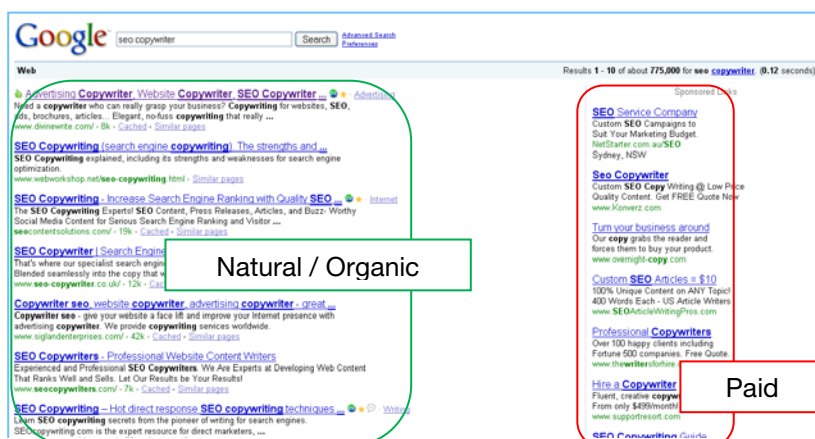 Google seo copywriter Search Advanced Search
Preferences
Web Results 1 - 10 of about 775,000 for seo copywriter. (0.12 seconds)
Advertising Copywriter, Website Copywriter, SEO Copywriter ... - Advertising
Need a copywriter who can really grasp your business? Copywriting for websites, SEO,
ads, brochures, articles... Elegant, no-fuss copywriting that really ...
www.divinewrite.com/ - 8k - Cached - Similar pages
SEO Copywriting (search engine copywriting). The strengths and ...
SEO Copywriting explained, including its strengths and weaknesses for search engine
optimization.
www.webworkshop.net/seo-copywriting.html - Similar pages
SEO Copywriting - Increase Search Engine Ranking with Quality SEO ... - Internet
The SEO Copywriting Experts! SEO Content, Press Releases, Articles, and Buzz- Worthy
Social Media Content for Serious Search Engine Ranking and Visitor ...
seocontentsolutions.com/ - 19k - Cached - Similar pages
SEO Copywriting | Search Engine
That's where our specialist search engin
Blended seamlessly into the copy that w
www.seo-copywriter.co.uk/ - 12k - Cac
Natural / Organic
Copywriter seo, website copywriter, advertising copywriter - great ...
Copywriter seo - give your website a face lift and improve your Internet presence with
advertising copywriter. We provide copywriting services worldwide.
www.siglandenterprises.com/ - 42k - Cached - Similar pages
SEO Copywriters - Professional Website Content Writers
Experienced and Professional SEO Copywriters. We Are Experts at Developing Web Content
That Ranks Well and Sells. Let Our Results be Your Results!
www.seocopywriters.com/ - 7k - Cached - Similar pages
SEO Copywriting – Hot direct response SEO copywriting techniques ... - Writing
Learn SEO copywriting secrets from the pioneer of writing for search engines.
SEOcopywriting.com is the expert resource for direct marketers, ...
Sponsored Links
SEO Service Company
Custom SEO Campaigns to
Suit Your Marketing Budget.
NetStarter.com.au/SEO
Sydney, NSW
Seo Copywriter
Custom SEO Copy Writing @ Low Price
Quality Content. Get FREE Quote Now
www.Konverz.com
Turn your business around
Our copy grabs the reader and
forces them to buy your product.
www.overnight-copy.com
Custom SEO Articles = $10
100% Unique Content on ANY Topic!
400 Words Each - US Article Writers
www.SEOArticleWritingPros.com
Professional Copywriters
Over 100 happy clients including
Fortune 500 companies. Free Quote.
www.thewritersforhire.c
Hire a Copywriter
Fluent, creative copyw
From only $499/month!
www.supportresort.com
Paid
SEO Copywriting Guide